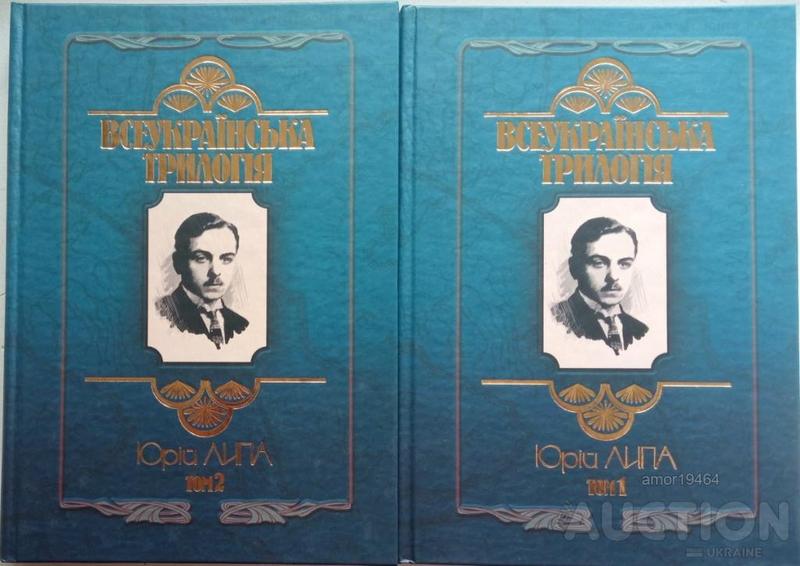 ВСЕУКРАЇНСЬКА
ТРИЛОГІЯ
Юрій ЛИПА
ТОМ 2
ВСЕУКРАЇНСЬКА
ТРИЛОГІЯ
Юрій ЛИПА
ТОМ 1
amor19464
AUCTION
UKRAINE